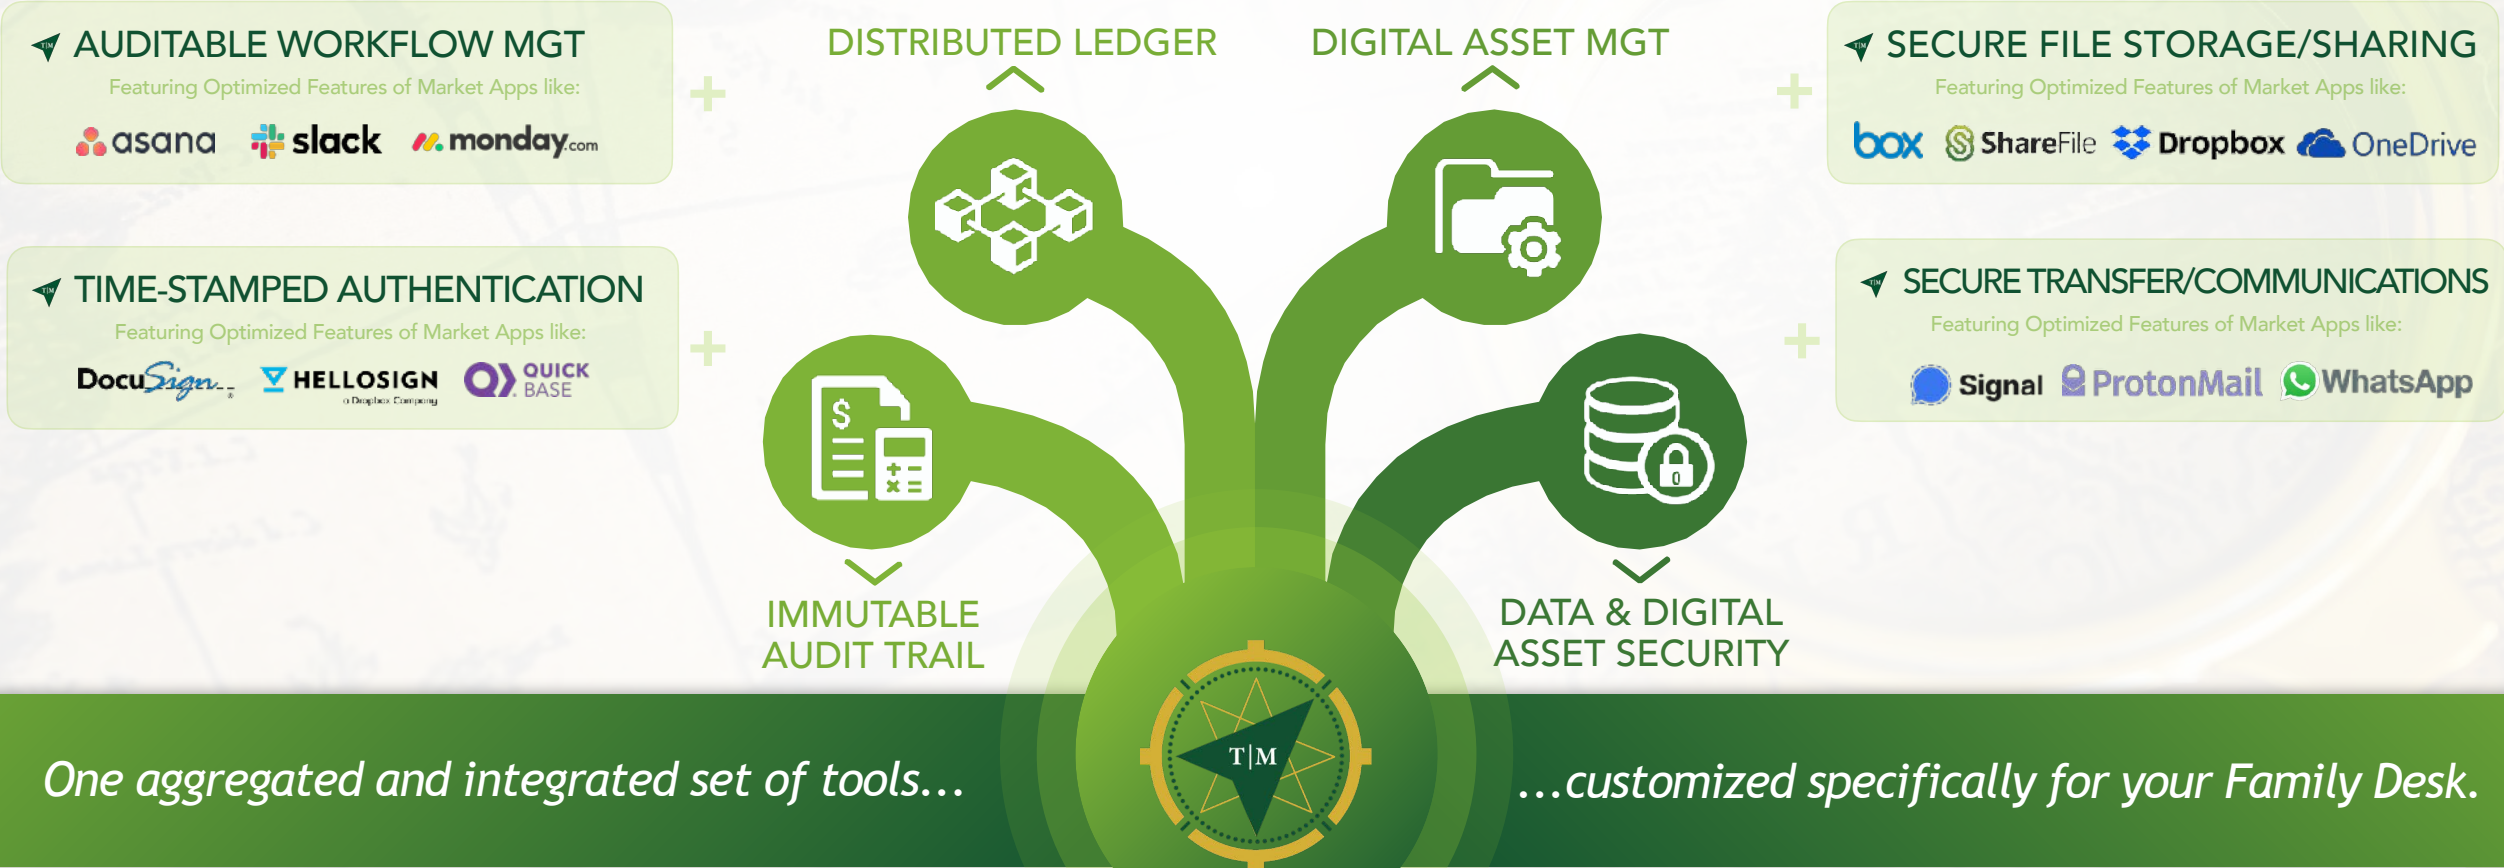 T|M AUDITABLE WORKFLOW MGT
Featuring Optimized Features of Market Apps like:
asana slack monday.com
T|M TIME-STAMPED AUTHENTICATION
Featuring Optimized Features of Market Apps like:
DocuSign® HELLOSIGN QUICK BASE
a Dropbox Company
DISTRIBUTED LEDGER
DIGITAL ASSET MGT
$
IMMUTABLE
AUDIT TRAIL
DATA & DIGITAL
ASSET SECURITY
T|M SECURE FILE STORAGE/SHARING
Featuring Optimized Features of Market Apps like:
box ShareFile Dropbox OneDrive
T|M SECURE TRANSFER/COMMUNICATIONS
Featuring Optimized Features of Market Apps like:
Signal ProtonMail WhatsApp
One aggregated and integrated set of tools...
T|M
...customized specifically for your Family Desk.